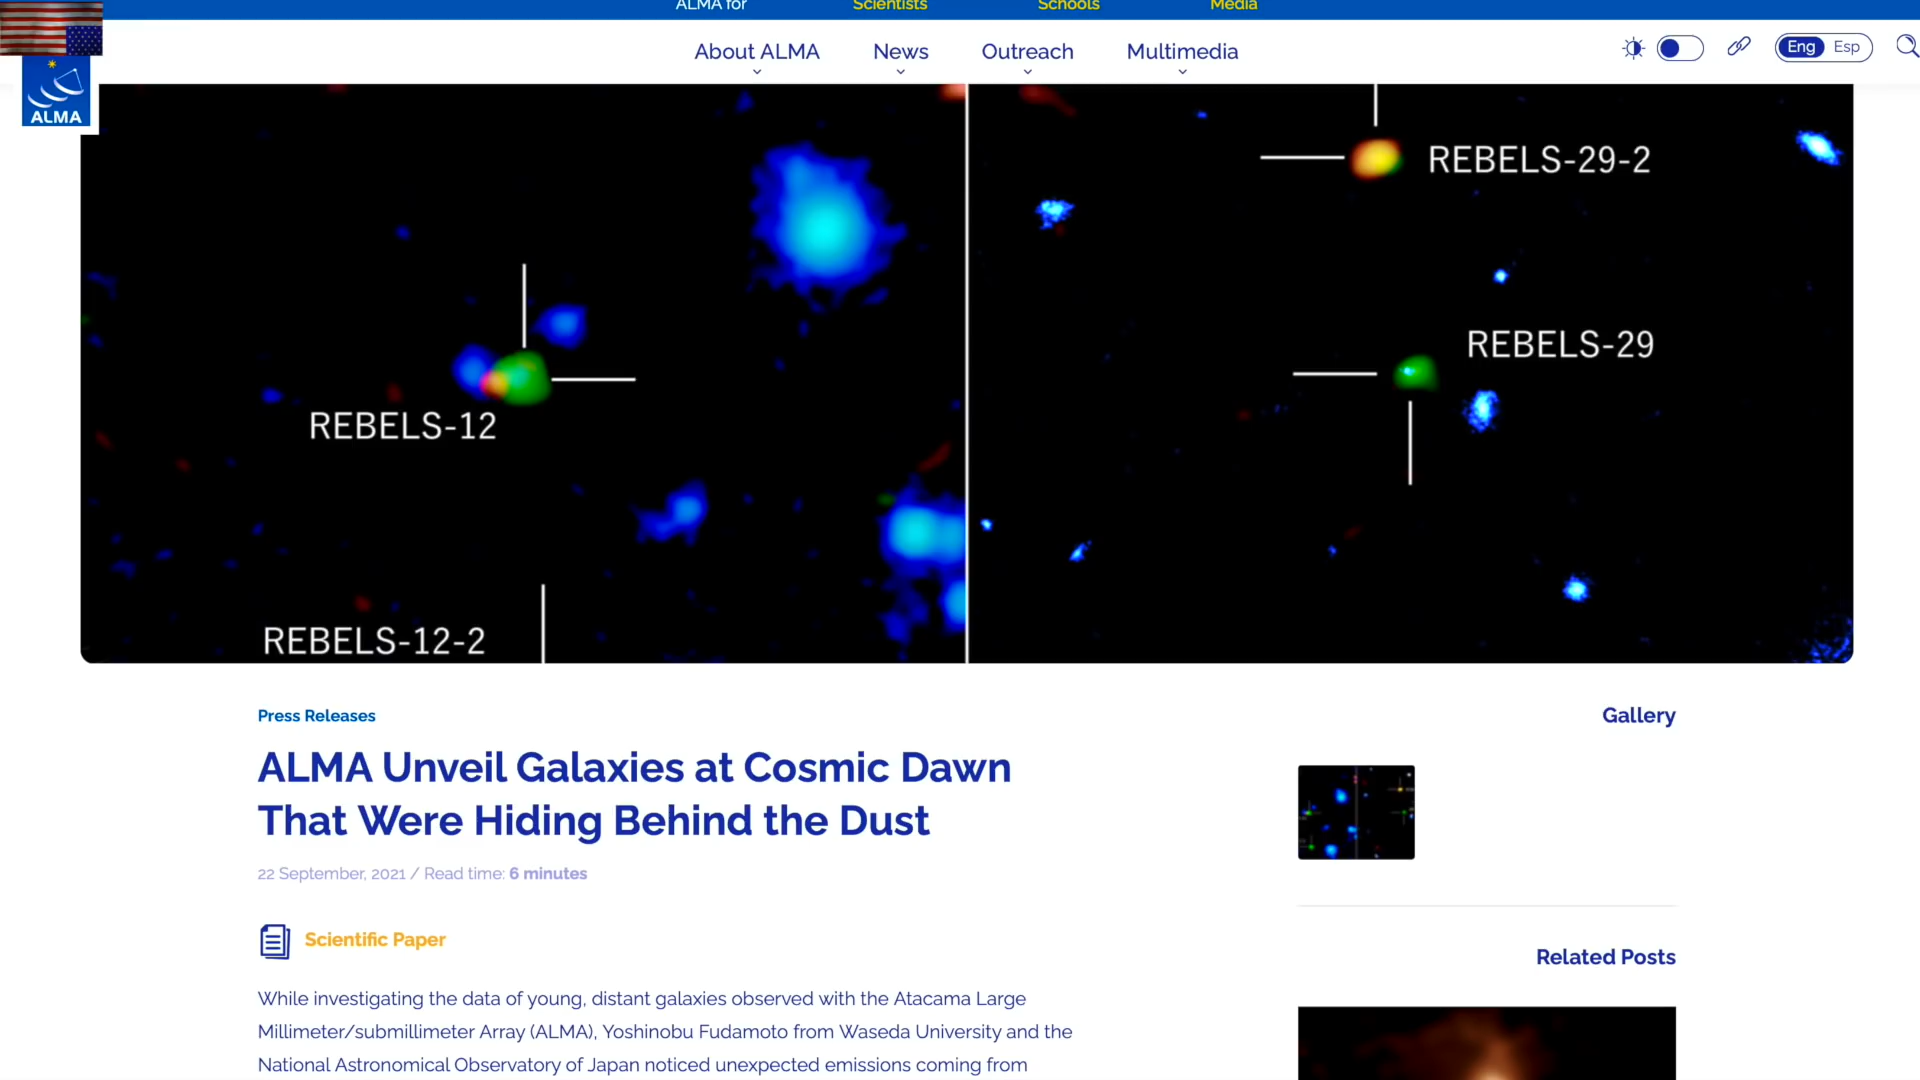 ALMA for
Scientists
Schools
Media
ALMA
About ALMA
News
Outreach
Multimedia
Eng
Esp
REBELS-29-2
REBELS-29
REBELS-12
REBELS-12-2
Press Releases
ALMA Unveil Galaxies at Cosmic Dawn
That Were Hiding Behind the Dust
22 September, 2021 / Read time: 6 minutes
Scientific Paper
While investigating the data of young, distant galaxies observed with the Atacama Large
Millimeter/submillimeter Array (ALMA), Yoshinobu Fudamoto from Waseda University and the
National Astronomical Observatory of Japan noticed unexpected emissions coming from
Gallery
Related Posts